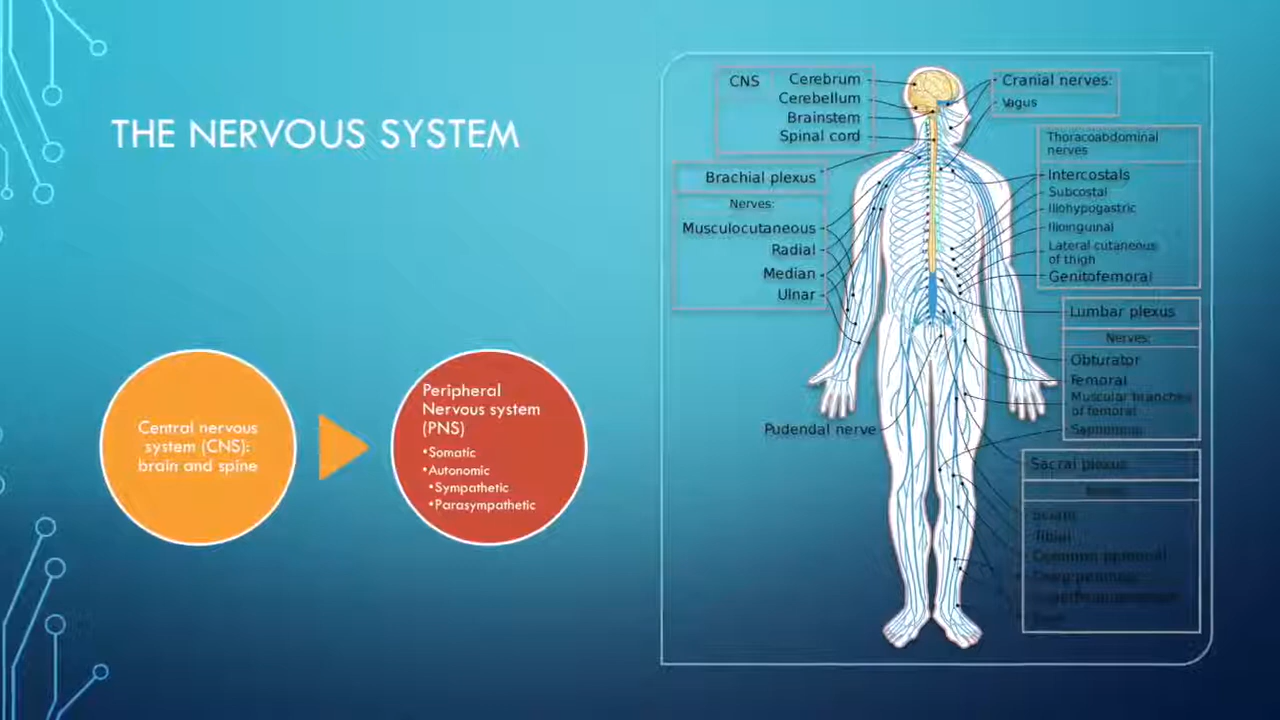 THE NERVOUS SYSTEM
Central nervous
system (CNS):
brain and spine
Peripheral
Nervous system
(PNS)
•Somatic
•Autonomic
•Sympathetic
•Parasympathetic
CNS
Cerebrum
Cerebellum
Brainstem
Spinal cord
Brachial plexus
Nerves:
Musculocutaneous
Radial
Median
Ulnar
Pudendal nerve
Cranial nerves:
Vagus
Thoracoabdominal
nerves
Intercostals
Subcostal
Iliohypogastric
Ilioinguinal
Lateral cutaneous
of thigh
Genitofemoral
Lumbar plexus
Nerves:
Obturator
Femoral
Muscular branches
of femoral
Saphenous
Sacral plexus
Sciatic
Tibial
Common peroneal